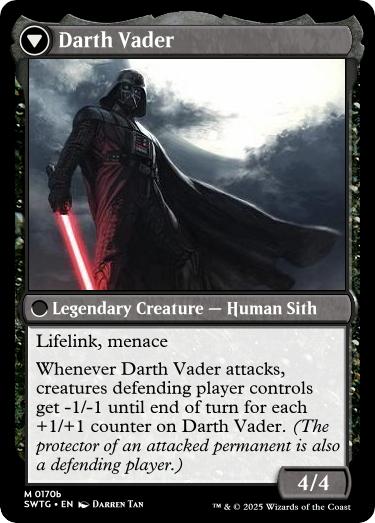 Darth Vader
Legendary Creature — Human Sith
Lifelink, menace
Whenever Darth Vader attacks,
creatures defending player controls
get -1/-1 until end of turn for each
+1/+1 counter on Darth Vader. (The
protector of an attacked permanent is also
a defending player.)
4/4
M 0170b
SWTG • EN Darren Tan
™ & © 2025 Wizards of the Coast